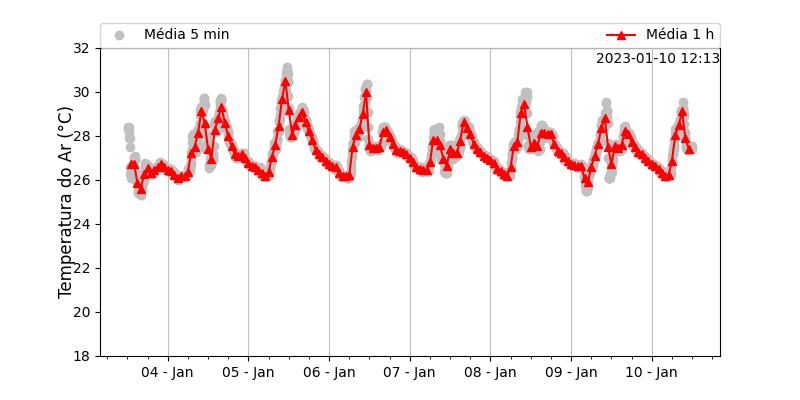 Média 5 min
Média 1 h
2023-01-10 12:13
Temperatura do Ar (°C)
32
30
28
26
24
22
20
18
04 - Jan
05 - Jan
06 - Jan
07 - Jan
08 - Jan
09 - Jan
10 - Jan